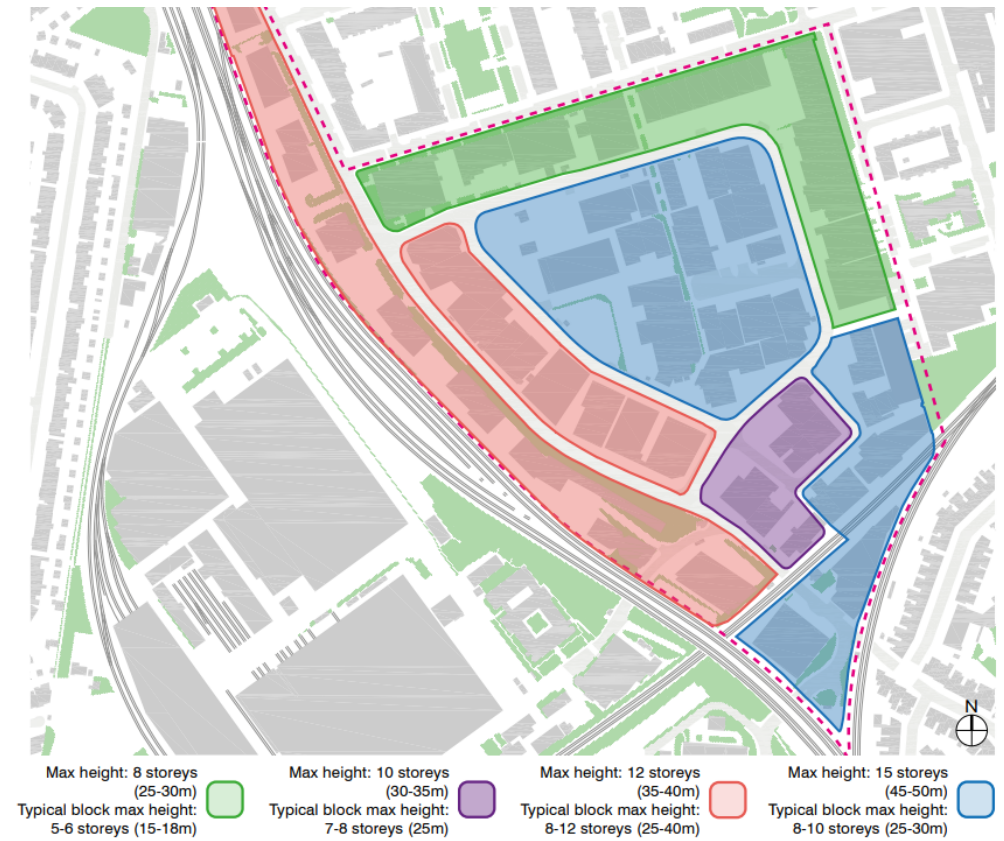 N
Max height: 8 storeys
(25-30m)
Typical block max height:
5-6 storeys (15-18m)
Max height: 10 storeys
(30-35m)
Typical block max height:
7-8 storeys (25m)
Max height: 12 storeys
(35-40m)
Typical block max height:
8-12 storeys (25-40m)
Max height: 15 storeys
(45-50m)
Typical block max height:
8-10 storeys (25-30m)